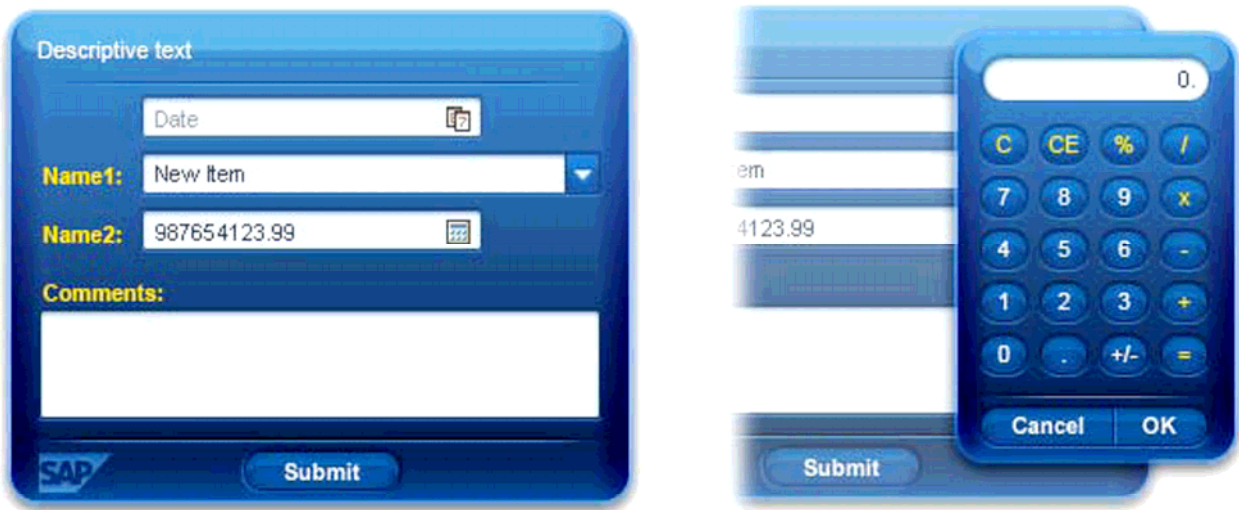 Descriptive text
Date
Name1: New Item
Name2: 987654123.99
Comments:
SAP
Submit
em
4123.99
Submit
0.
C CE % /
7 8 9 x
4 5 6 -
1 2 3 +
0 . +/- =
Cancel OK